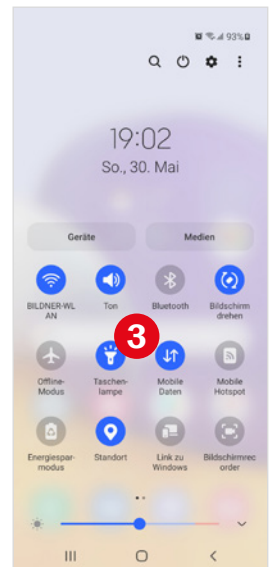 93%
19:02
So., 30. Mai
Geräte Medien
BILDNER-WL Ton Bluetooth Bildschirm
AN drehen
3
Offline- Taschen- Mobile Mobile
Modus lampe Daten Hotspot
Energiespar- Standort Link zu Bildschirmrec
modus Windows order